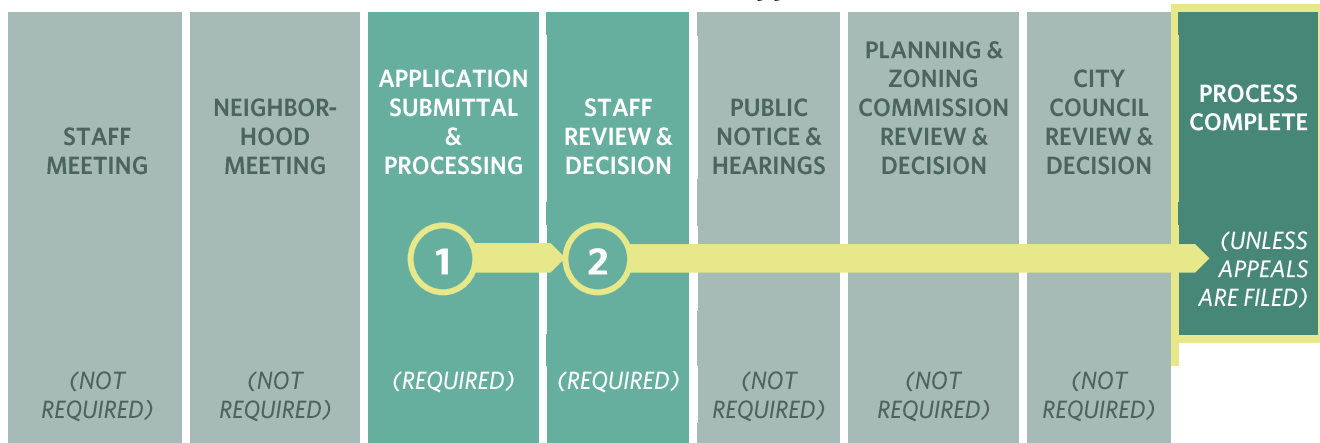 STAFF
MEETING
(NOT
REQUIRED)
NEIGHBOR-
HOOD
MEETING
(NOT
REQUIRED)
APPLICATION
SUBMITTAL
&
PROCESSING
1
(REQUIRED)
STAFF
REVIEW &
DECISION
2
(REQUIRED)
PUBLIC
NOTICE &
HEARINGS
(NOT
REQUIRED)
PLANNING &
ZONING
COMMISSION
REVIEW &
DECISION
(NOT
REQUIRED)
CITY
COUNCIL
REVIEW &
DECISION
(NOT
REQUIRED)
PROCESS
COMPLETE
(UNLESS
APPEALS
ARE FILED)